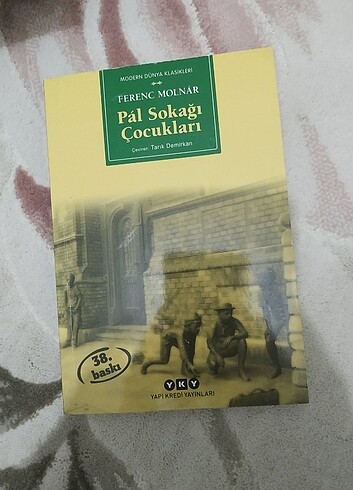 MODERN DÜNYA KLASİKLERİ
FERENC MOLNÁR
Pál Sokağı
Çocukları
Çeviren: Tarık Demirkan
38.
baskı
YKY
YAPI KREDİ YAYINLARI